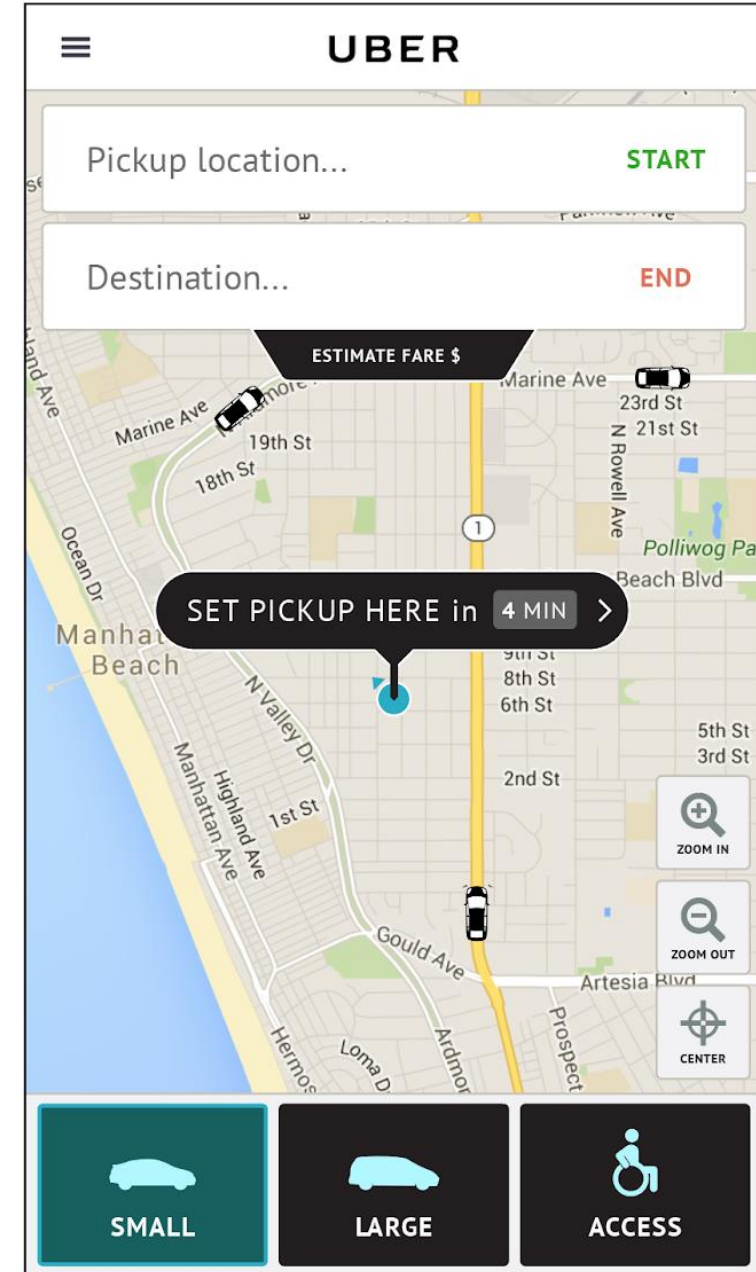 UBER
Pickup location... START
Destination... END
ESTIMATE FARE $
Marine Ave
23rd St
Marine Ave
19th St
N Rowell Ave
21st St
18th St
1
Ocean Dr
Polliwog Pa
Beach Blvd
SET PICKUP HERE in 4 MIN >
Manha
Beach
9th St
8th St
6th St
N Valley Dr
5th St
3rd St
Manhattan Ave
Highland Ave
2nd St
1st St
ZOOM IN
Gould Ave
ZOOM OUT
Artesia Blvd
Prospect
Hermos
Loma D
Ardmor
CENTER
SMALL
LARGE
ACCESS